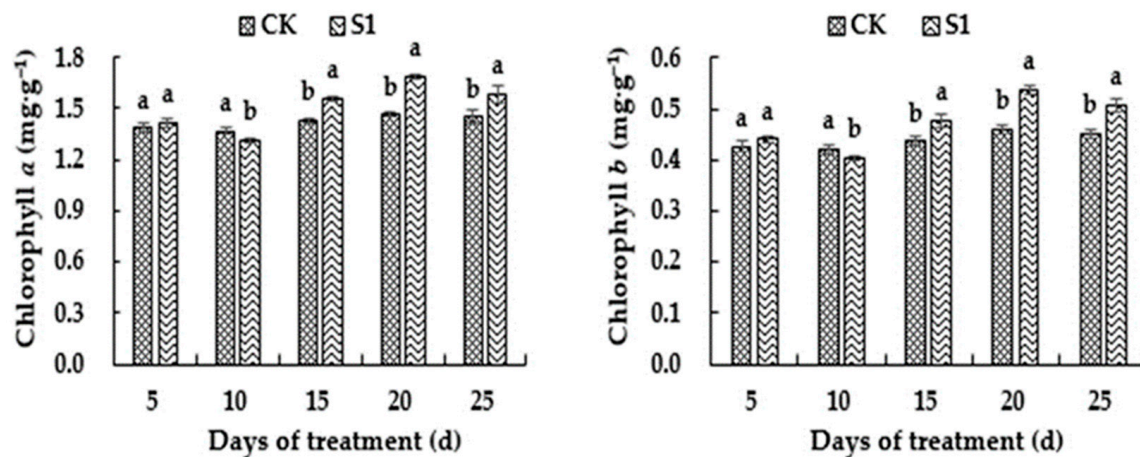 CK S1
Chlorophyll a (mg·g⁻¹)
1.8
1.5
1.2
0.9
0.6
0.3
0.0
a a a b b a b a b a
5 10 15 20 25
Days of treatment (d)
CK S1
Chlorophyll b (mg·g⁻¹)
0.6
0.5
0.4
0.3
0.2
0.1
0.0
a a a b b a b a b a
5 10 15 20 25
Days of treatment (d)